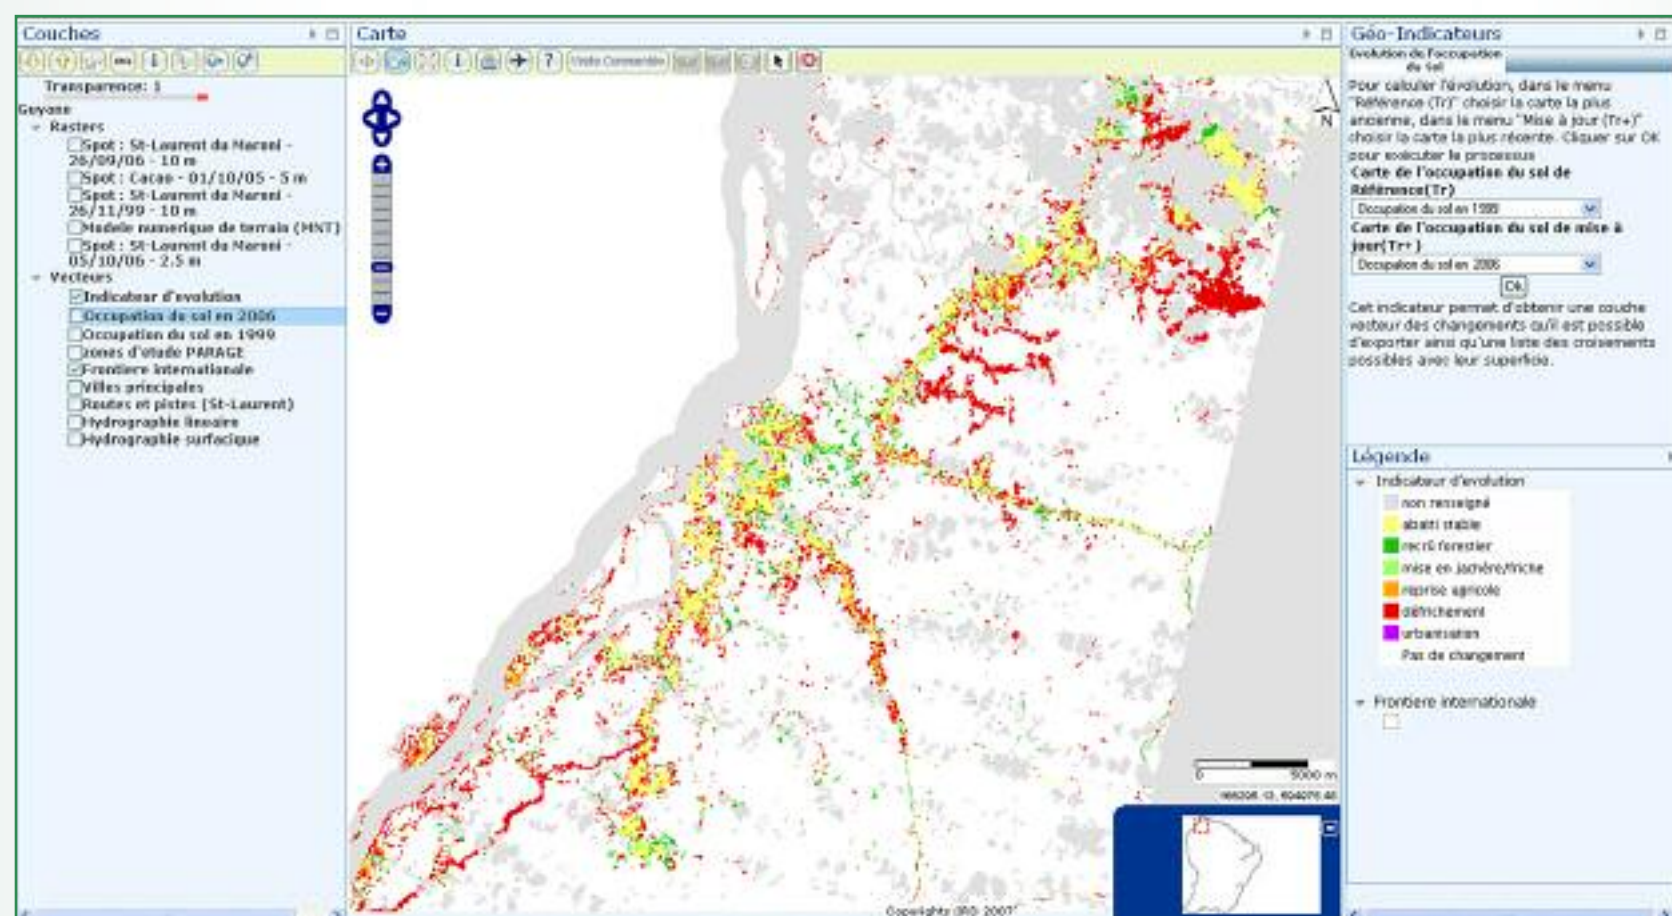 Couches
Transparence: 1
Guyane
Rasters
Spot : St-Laurent du Maroni -
26/09/06 - 10 m
Spot : Cacao - 01/10/05 - 5 m
Spot : St-Laurent du Maroni -
26/11/99 - 10 m
Modele numerique de terrain (MNT)
Spot : St-Laurent du Maroni -
05/10/06 - 2.5 m
Vecteurs
Indicateur d'evolution
Occupation du sol en 2006
Occupation du sol en 1999
zones d'etude PARAGE
Frontiere internationale
Villes principales
Routes et pistes (St-Laurent)
Hydrographie lineaire
Hydrographie surfacique
Carte
Visite Commentée
N
0 5000 m
Copyrights IRD 2007
Géo-Indicateurs
Evolution de l'occupation
du Sol
Pour calculer l'évolution, dans le menu
"Référence (Tr)" choisir la carte la plus
ancienne, dans le menu "Mise à jour (Tr+)"
choisir la carte la plus récente. Cliquer sur OK
pour exécuter le processus
Carte de l'occupation du sol de
Référence(Tr)
Occupation du sol en 1999
Carte de l'occupation du sol de mise à
jour(Tr+)
Occupation du sol en 2006
Ok
Cet indicateur permet d'obtenir une couche
vecteur des changements qu'il est possible
d'exporter ainsi qu'une liste des croisements
possibles avec leur superficie.
Légende
Indicateur d'evolution
non renseigné
abatti stable
recrû forestier
mise en jachère/friche
reprise agricole
défrichement
urbanisation
Pas de changement
Frontiere internationale